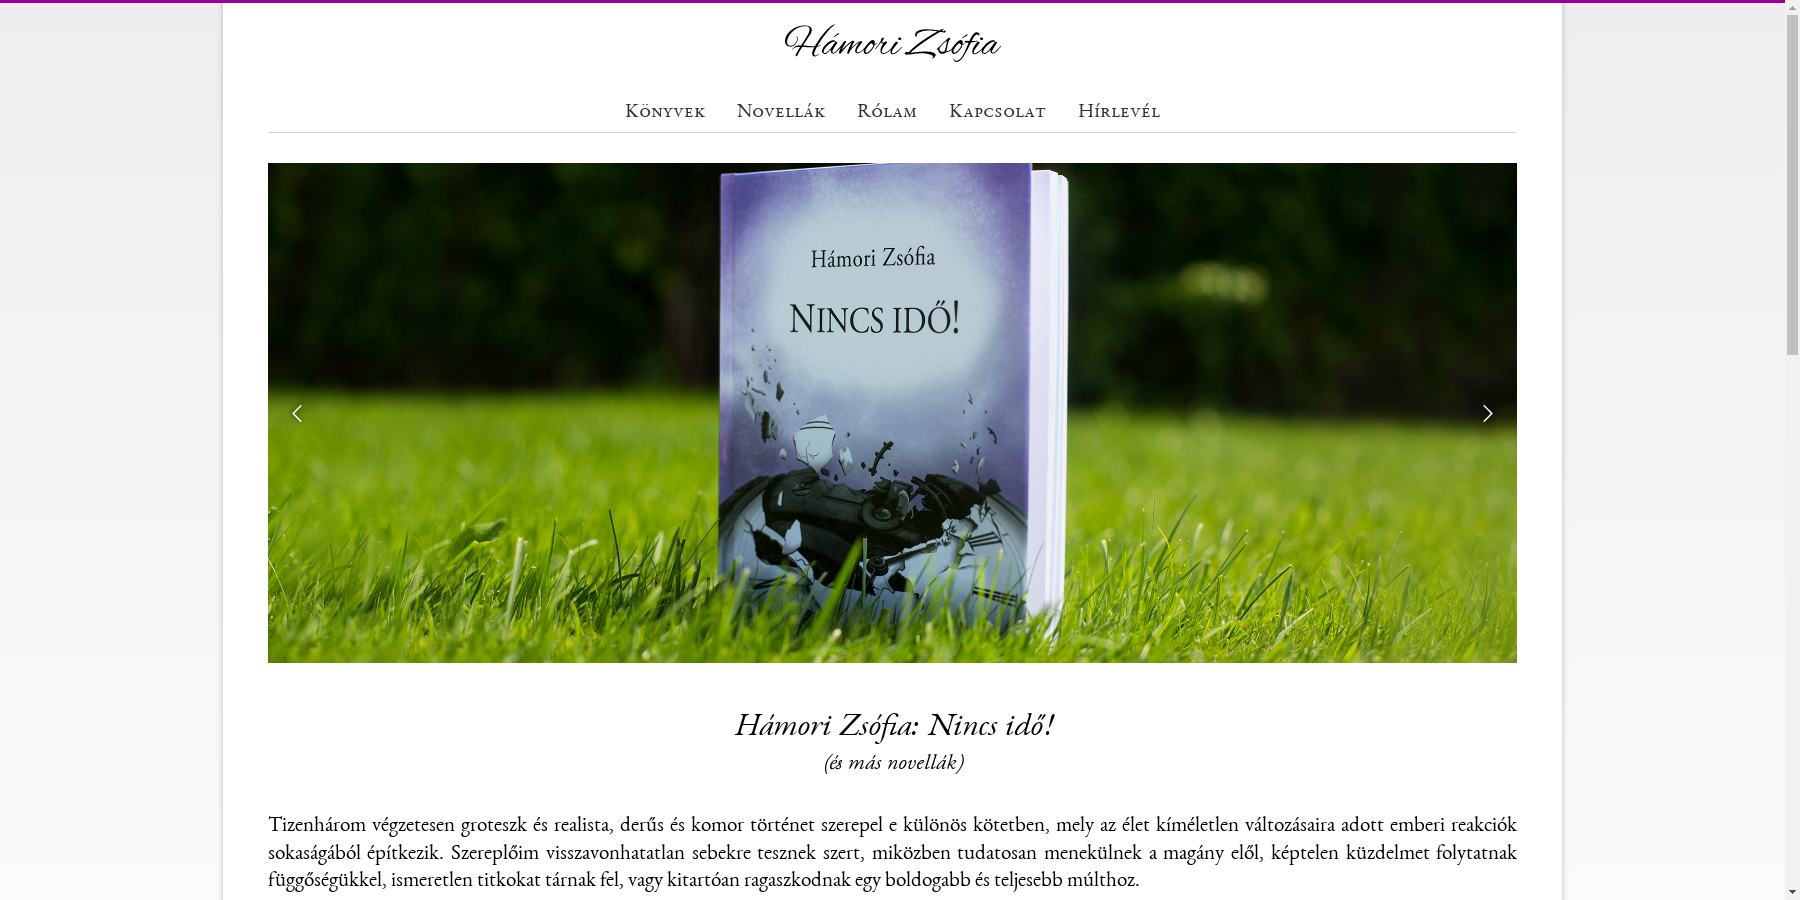 Hámori Zsófia
Könyvek Novellák Rólam Kapcsolat Hírlevél
Hámori Zsófia
Nincs idő!
Hámori Zsófia: Nincs idő!
(és más novellák)
Tizenhárom végzetesen groteszk és realista, derűs és komor történet szerepel e különös kötetben, mely az élet kíméletlen változásaira adott emberi reakciók
sokaságából építkezik. Szereplőim visszavonhatatlan sebekre tesznek szert, miközben tudatosan menekülnek a magány elől, képtelen küzdelmet folytatnak
függőségükkel, ismeretlen titkokat tárnak fel, vagy kitartóan ragaszkodnak egy boldogabb és teljesebb múlthoz.